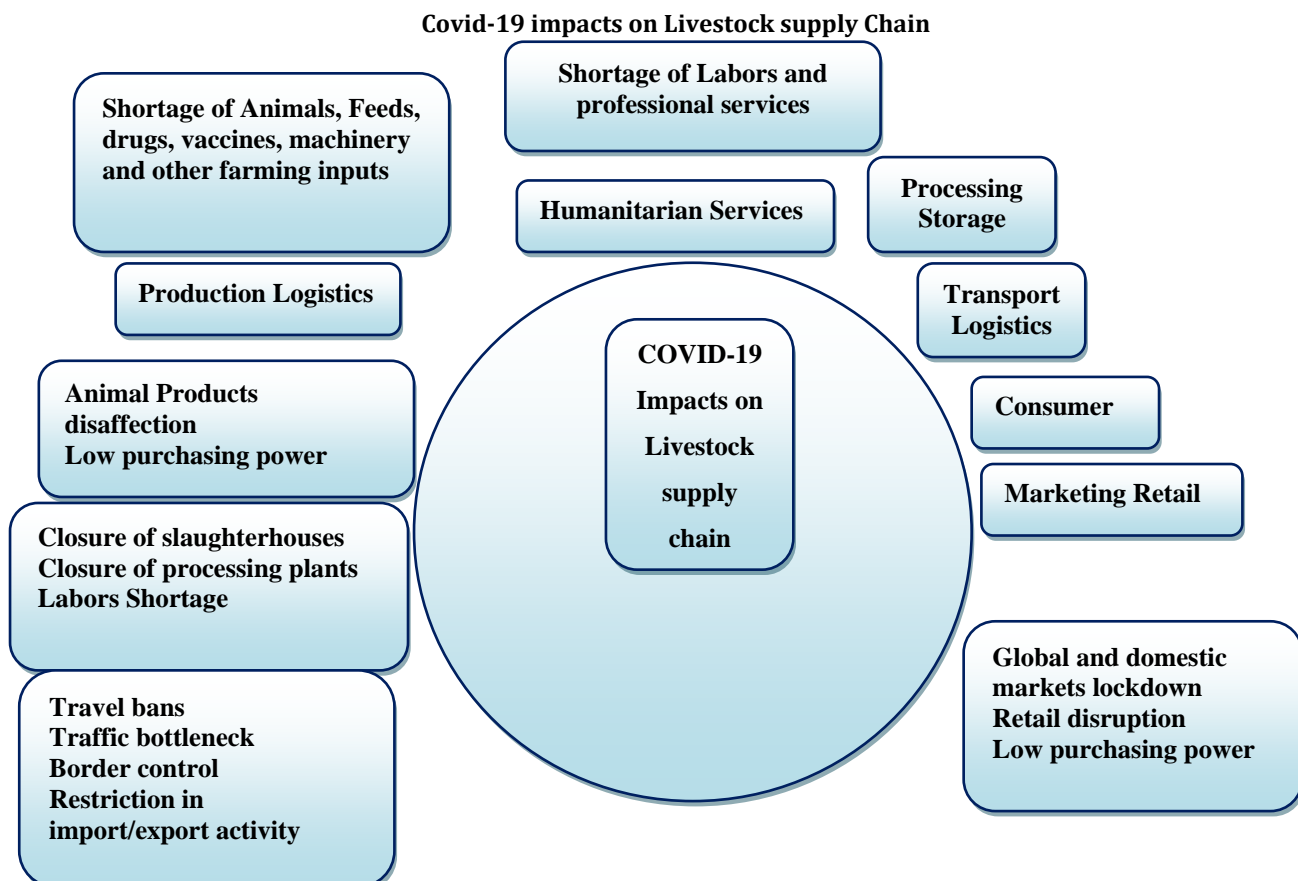 Covid-19 impacts on Livestock supply Chain
Shortage of Animals, Feeds,
drugs, vaccines, machinery
and other farming inputs
Shortage of Labors and
professional services
Humanitarian Services
Processing
Storage
Production Logistics
Transport
Logistics
COVID-19
Impacts on
Livestock
supply
chain
Animal Products
disaffection
Low purchasing power
Consumer
Marketing Retail
Closure of slaughterhouses
Closure of processing plants
Labors Shortage
Travel bans
Traffic bottleneck
Border control
Restriction in
import/export activity
Global and domestic
markets lockdown
Retail disruption
Low purchasing power